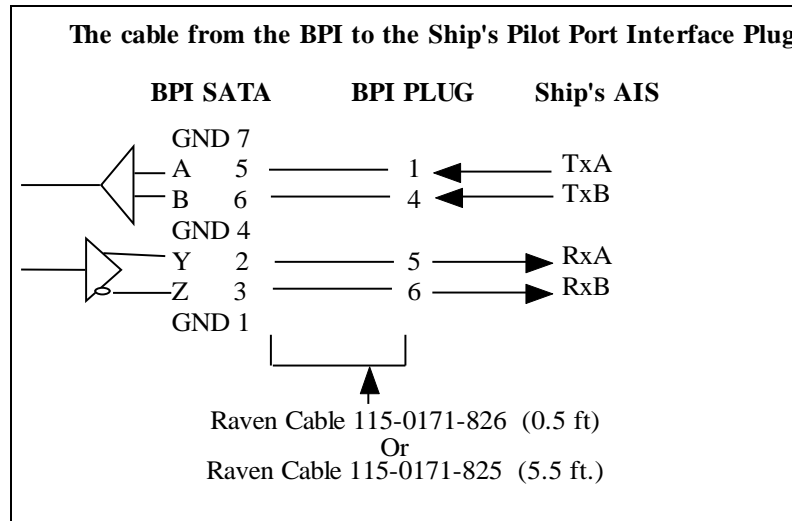 The cable from the BPI to the Ship's Pilot Port Interface Plug
BPI SATA BPI PLUG Ship's AIS
GND 7
A 5 1 TxA
B 6 4 TxB
GND 4
Y 2 5 RxA
Z 3 6 RxB
GND 1
Raven Cable 115-0171-826 (0.5 ft)
Or
Raven Cable 115-0171-825 (5.5 ft.)